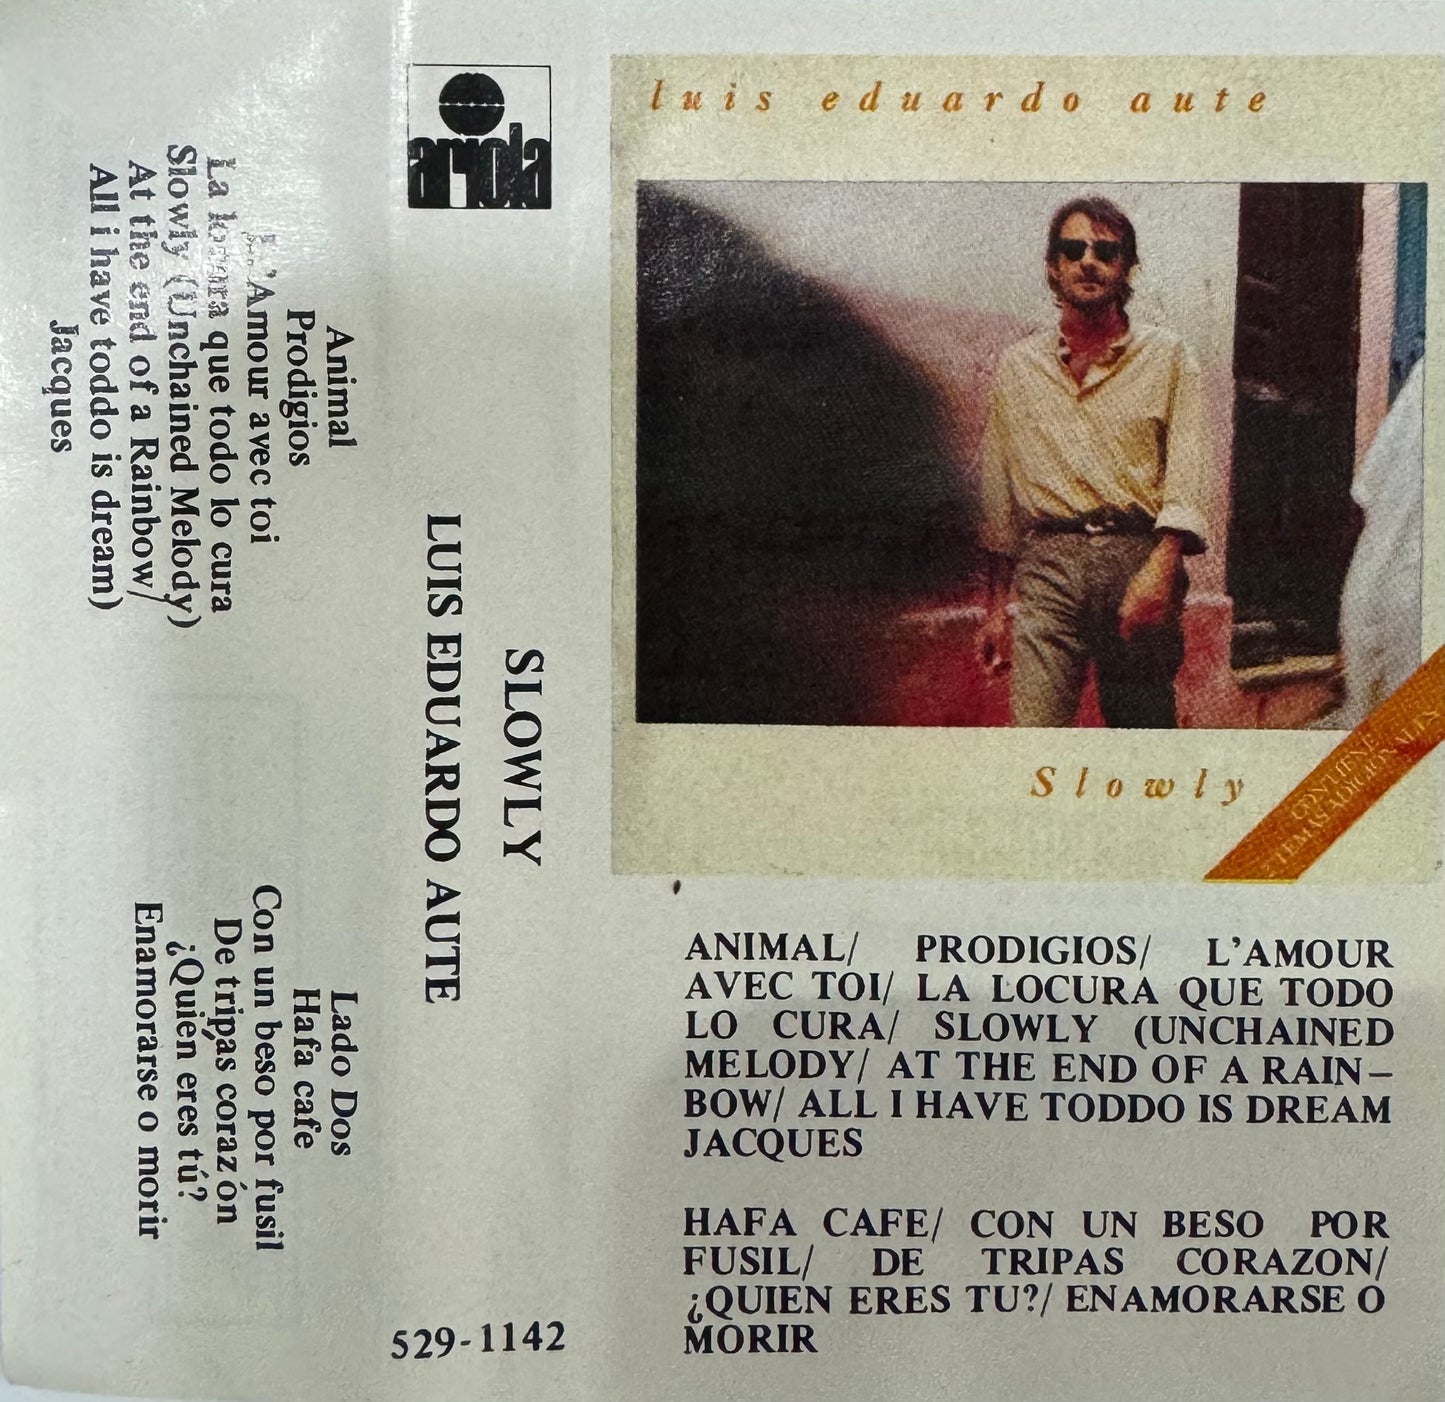 Animal
Prodigios
L'Amour avec toi
La locura que todo lo cura
Slowly (Unchained Melody)
At the end of a Rainbow/
All i have toddo is dream)
Jacques
Lado Dos
Hafa cafe
Con un beso por fusil
De tripas corazón
¿Quien eres tú?
Enamorarse o morir
ariola
SLOWLY
LUIS EDUARDO AUTE
529-1142
luis eduardo aute
Slowly
CONTIENE
2 TEMAS ADICIONALES
ANIMAL/ PRODIGIOS/ L'AMOUR
AVEC TOI/ LA LOCURA QUE TODO
LO CURA/ SLOWLY (UNCHAINED
MELODY/ AT THE END OF A RAIN-
BOW/ ALL I HAVE TODDO IS DREAM
JACQUES
HAFA CAFE/ CON UN BESO POR
FUSIL/ DE TRIPAS CORAZON/
¿QUIEN ERES TU?/ ENAMORARSE O
MORIR